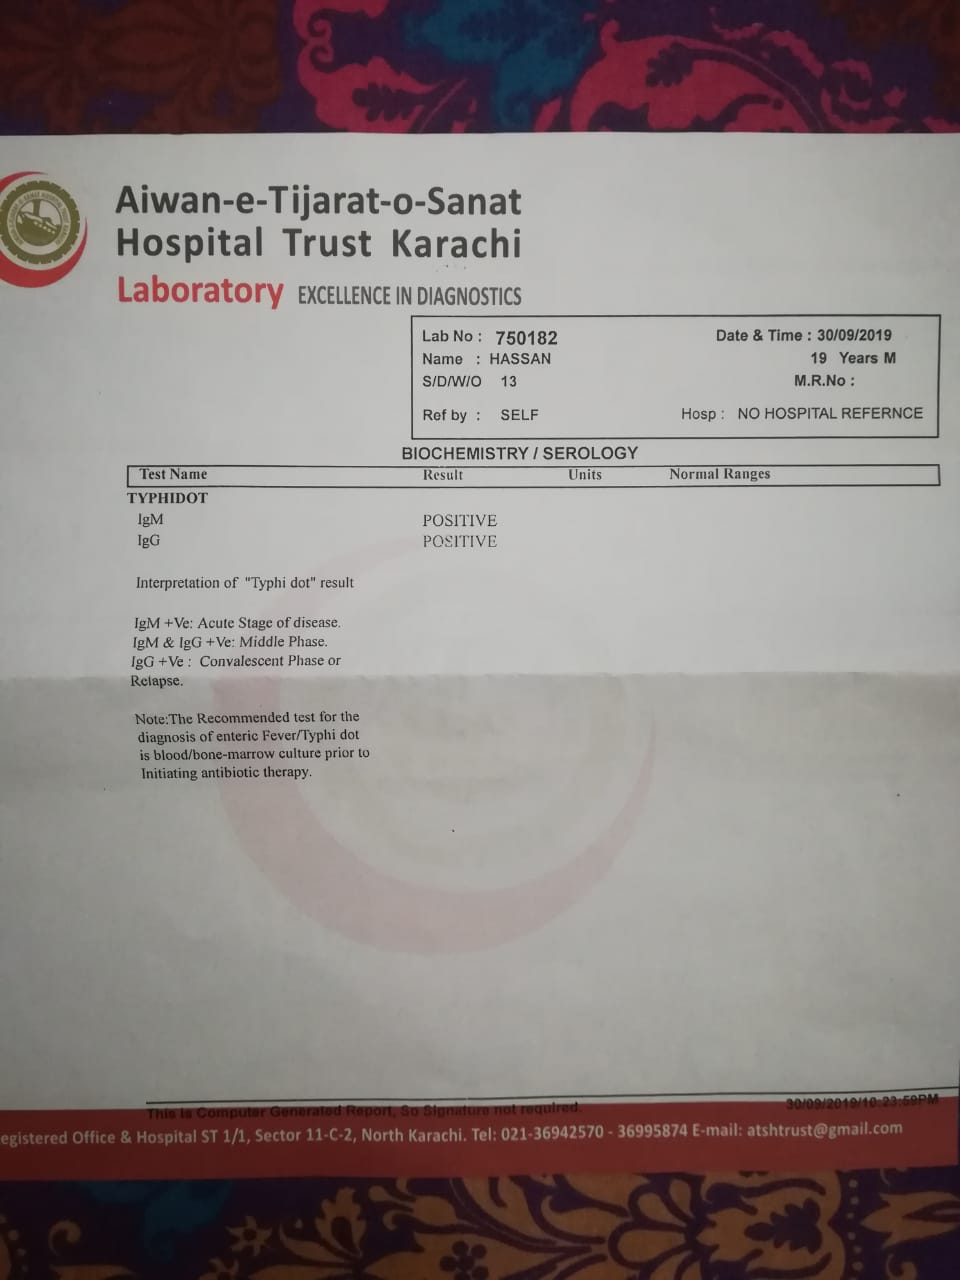 Aiwan-e-Tijarat-o-Sanat
Hospital Trust Karachi
Laboratory EXCELLENCE IN DIAGNOSTICS
Lab No : 750182 Date & Time : 30/09/2019
Name : HASSAN 19 Years M
S/D/W/O 13 M.R.No :
Ref by : SELF Hosp : NO HOSPITAL REFERNCE
BIOCHEMISTRY / SEROLOGY
Test Name Result Units Normal Ranges
TYPHIDOT
IgM POSITIVE
IgG POSITIVE
Interpretation of "Typhi dot" result
IgM +Ve: Acute Stage of disease.
IgM & IgG +Ve: Middle Phase.
IgG +Ve : Convalescent Phase or
Relapse.
Note:The Recommended test for the
diagnosis of enteric Fever/Typhi dot
is blood/bone-marrow culture prior to
Initiating antibiotic therapy.
This is Computer Generated Report, So Signature not required. 30/09/2019/10:23:59PM
egistered Office & Hospital ST 1/1, Sector 11-C-2, North Karachi. Tel: 021-36942570 - 36995874 E-mail: atshtrust@gmail.com